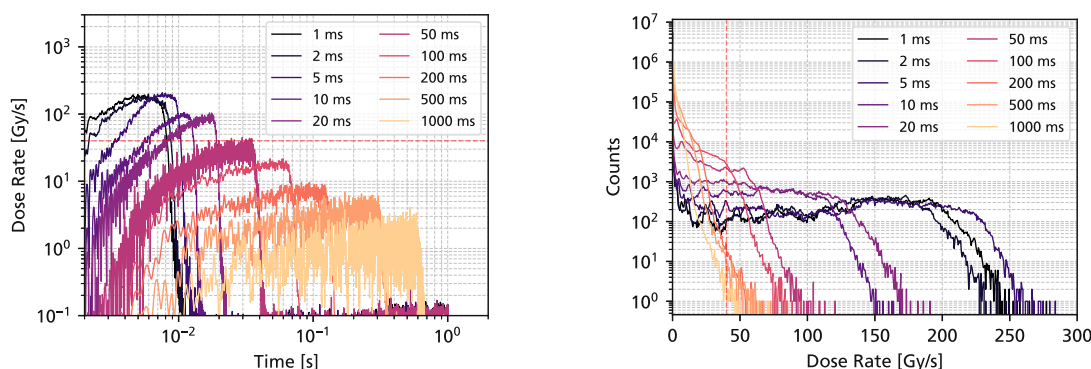 10³
10²
10¹
10⁰
10⁻¹
Dose Rate [Gy/s]
10⁻²
10⁻¹
10⁰
Time [s]
1 ms
2 ms
5 ms
10 ms
20 ms
50 ms
100 ms
200 ms
500 ms
1000 ms
10⁷
10⁶
10⁵
10⁴
10³
10²
10¹
10⁰
Counts
0
50
100
150
200
250
300
Dose Rate [Gy/s]
1 ms
2 ms
5 ms
10 ms
20 ms
50 ms
100 ms
200 ms
500 ms
1000 ms